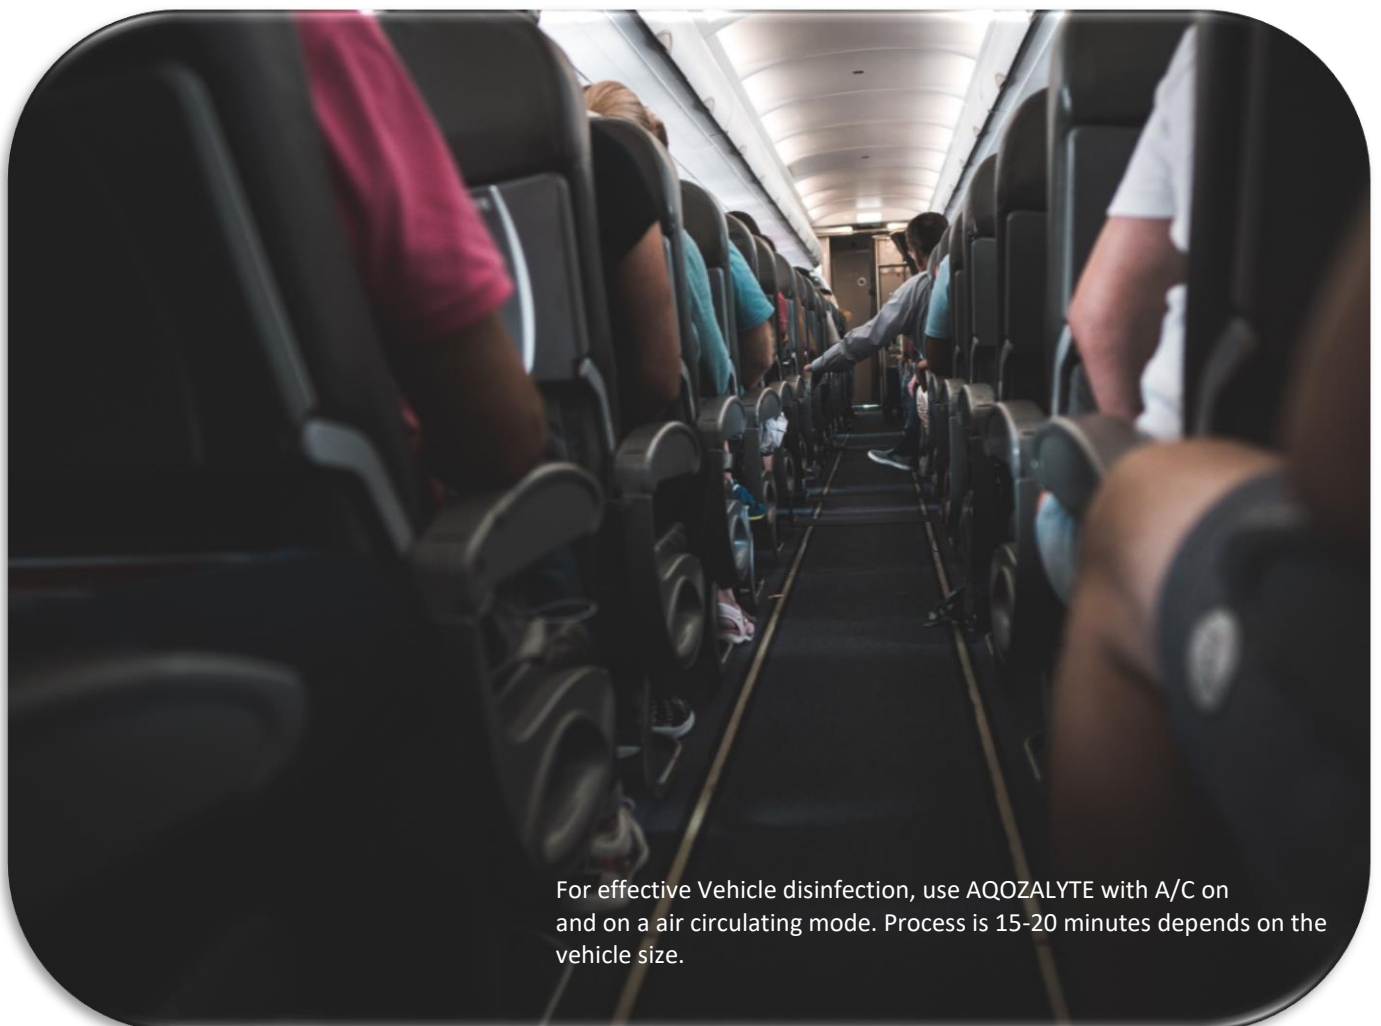 For effective Vehicle disinfection, use AQOZALYTE with A/C on
and on a air circulating mode. Process is 15-20 minutes depends on the
vehicle size.